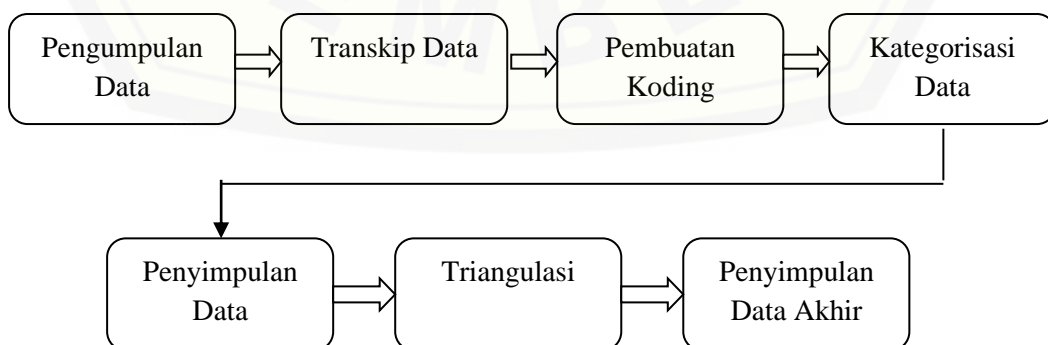 Pengumpulan
Data
Transkip Data
Pembuatan
Koding
Kategorisasi
Data
Penyimpulan
Data
Triangulasi
Penyimpulan
Data Akhir